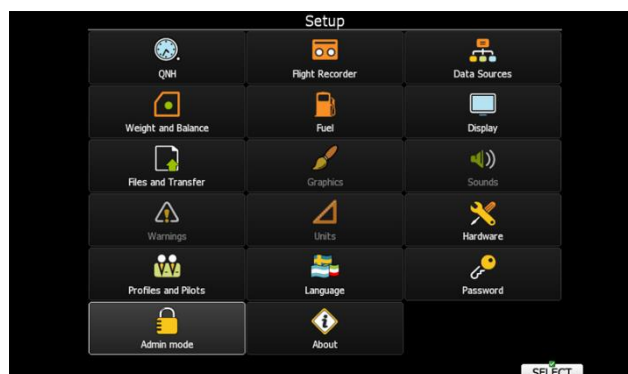 Setup
QNH
Flight Recorder
Data Sources
Weight and Balance
Fuel
Display
Files and Transfer
Graphics
Sounds
Warnings
Units
Hardware
Profiles and Pilots
Language
Password
Admin mode
About
SELECT